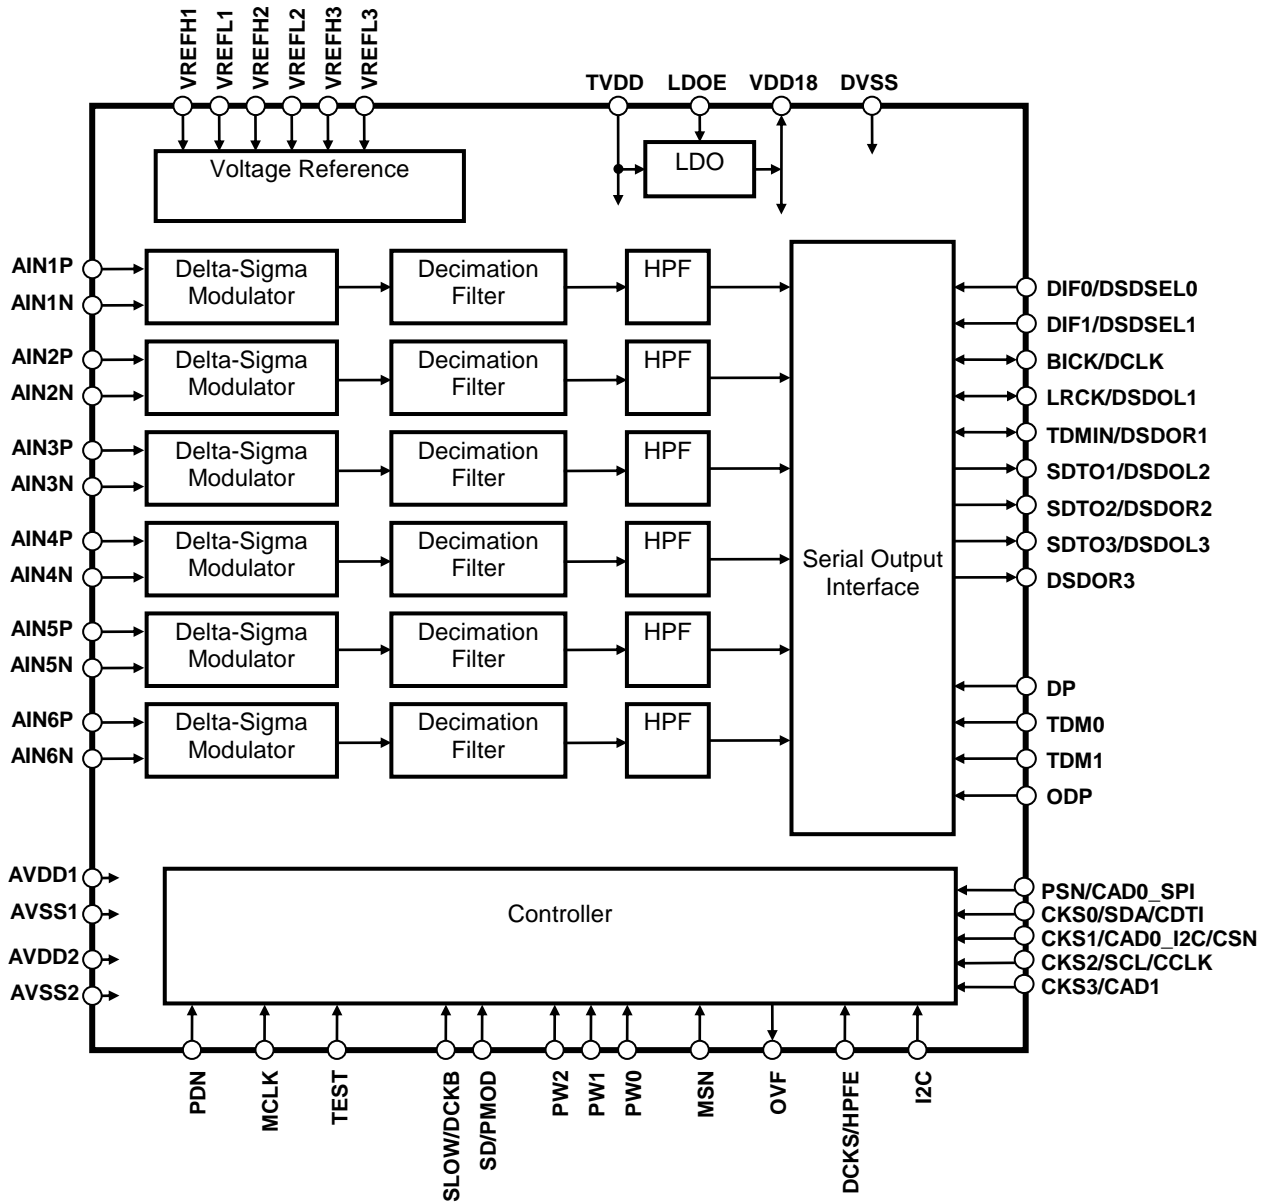 VREFH1
VREFL1
VREFH2
VREFL2
VREFH3
VREFL3
TVDD
LDOE
VDD18
DVSS
Voltage Reference
LDO
AIN1P
AIN1N
Delta-Sigma
Modulator
Decimation
Filter
HPF
AIN2P
AIN2N
Delta-Sigma
Modulator
Decimation
Filter
HPF
AIN3P
AIN3N
Delta-Sigma
Modulator
Decimation
Filter
HPF
AIN4P
AIN4N
Delta-Sigma
Modulator
Decimation
Filter
HPF
AIN5P
AIN5N
Delta-Sigma
Modulator
Decimation
Filter
HPF
AIN6P
AIN6N
Delta-Sigma
Modulator
Decimation
Filter
HPF
Serial Output
Interface
DIF0/DSDSEL0
DIF1/DSDSEL1
BICK/DCLK
LRCK/DSDOL1
TDMIN/DSDOR1
SDTO1/DSDOL2
SDTO2/DSDOR2
SDTO3/DSDOL3
DSDOR3
DP
TDM0
TDM1
ODP
AVDD1
AVSS1
AVDD2
AVSS2
Controller
PSN/CAD0_SPI
CKS0/SDA/CDTI
CKS1/CAD0_I2C/CSN
CKS2/SCL/CCLK
CKS3/CAD1
PDN
MCLK
TEST
SLOW/DCKB
SD/PMOD
PW2
PW1
PW0
MSN
OVF
DCKS/HPFE
I2C